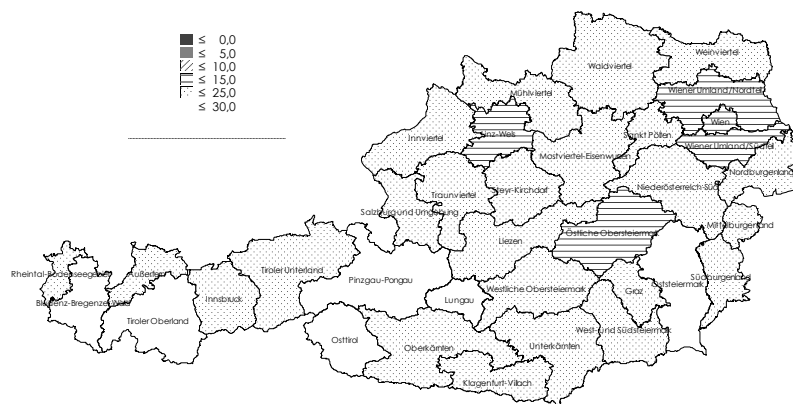 ≤ 0,0
≤ 5,0
≤ 10,0
≤ 15,0
≤ 25,0
≤ 30,0
Weinviertel
Waldviertel
Wiener Umland/Nordteil
Mühlviertel
Wien
Innviertel
Linz-Wels
Sankt Pölten
Wiener Umland/Südteil
Mostviertel-Eisenwurzen
Nordburgenland
Traunviertel
Steyr-Kirchdorf
Niederösterreich-Süd
Salzburg und Umgebung
Mittelburgenland
Östliche Obersteiermark
Liezen
Rheintal-Bodenseegebiet
Außerfern
Tiroler Unterland
Pinzgau-Pongau
Südburgenland
Oststeiermark
Westliche Obersteiermark
Graz
Bludenz-Bregenzer Wald
Innsbruck
Lungau
Tiroler Oberland
West- und Südsteiermark
Osttirol
Oberkärnten
Unterkärnten
Klagenfurt-Villach